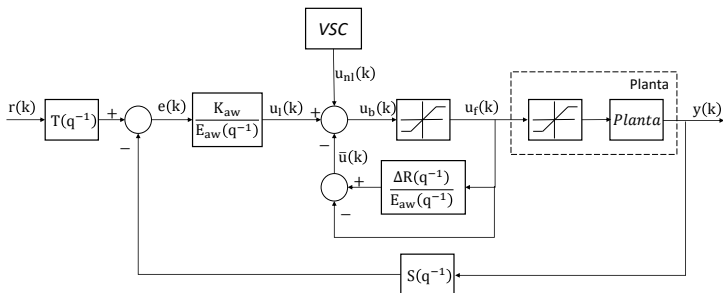 VSC
u_nl(k)
Planta
r(k)
T(q⁻¹)
+
−
e(k)
K_aw
E_aw(q⁻¹)
u_l(k)
+
−
u_b(k)
u_f(k)
Planta
y(k)
ū(k)
+
−
ΔR(q⁻¹)
E_aw(q⁻¹)
S(q⁻¹)